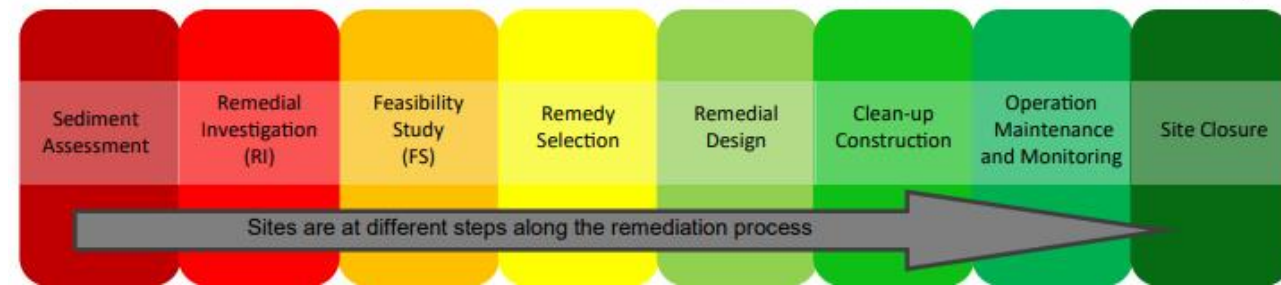 Sediment
Assessment
Remedial
Investigation
(RI)
Feasibility
Study
(FS)
Remedy
Selection
Remedial
Design
Clean-up
Construction
Operation
Maintenance
and Monitoring
Site Closure
Sites are at different steps along the remediation process